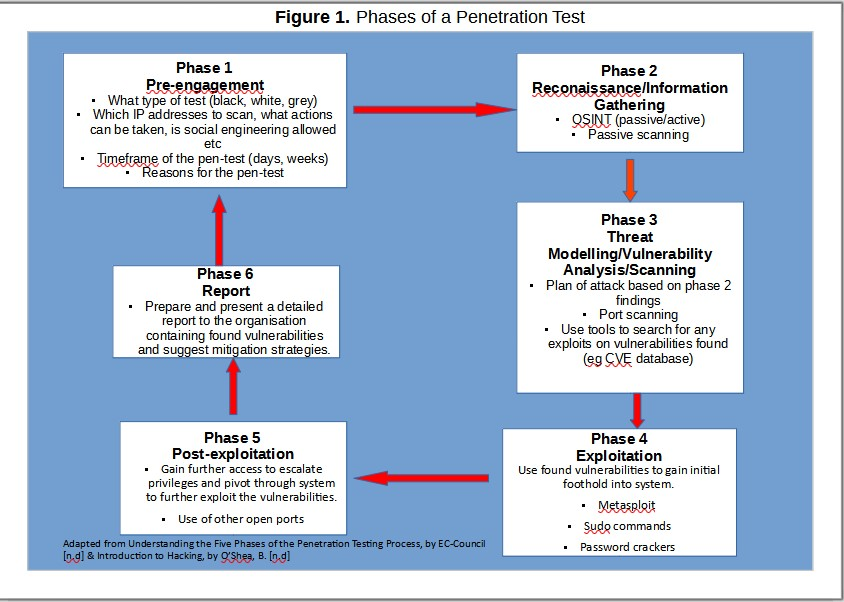 Figure 1. Phases of a Penetration Test
Phase 1
Pre-engagement
• What type of test (black, white, grey)
• Which IP addresses to scan, what actions
can be taken, is social engineering allowed
etc
• Timeframe of the pen-test (days, weeks)
• Reasons for the pen-test
Phase 2
Reconaissance/Information
Gathering
• OSINT (passive/active)
• Passive scanning
Phase 3
Threat
Modelling/Vulnerability
Analysis/Scanning
• Plan of attack based on phase 2
findings
• Port scanning
• Use tools to search for any
exploits on vulnerabilities found
(eg CVE database)
Phase 4
Exploitation
Use found vulnerabilities to gain initial
foothold into system.
• Metasploit
• Sudo commands
• Password crackers
Phase 5
Post-exploitation
• Gain further access to escalate
privileges and pivot through system
to further exploit the vulnerabilities.
• Use of other open ports
Phase 6
Report
• Prepare and present a detailed
report to the organisation
containing found vulnerabilities
and suggest mitigation strategies.
Adapted from Understanding the Five Phases of the Penetration Testing Process, by EC-Council
[n,d] & Introduction to Hacking, by O'Shea, B. [n,d]